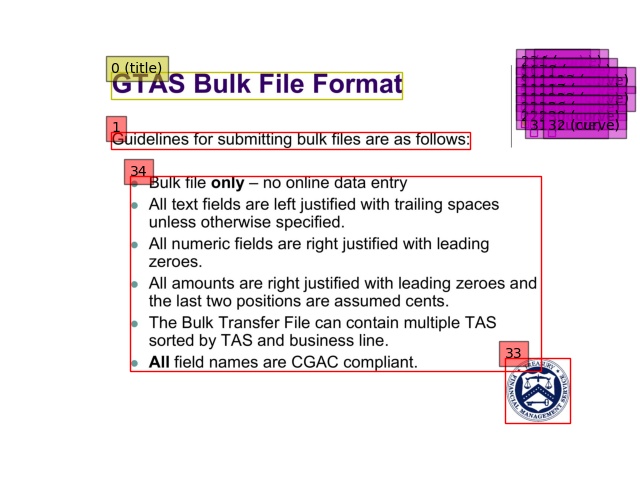 0 (title)
GTAS Bulk File Format
1
Guidelines for submitting bulk files are as follows:
34
Bulk file only – no online data entry
All text fields are left justified with trailing spaces
unless otherwise specified.
All numeric fields are right justified with leading
zeroes.
All amounts are right justified with leading zeroes and
the last two positions are assumed cents.
The Bulk Transfer File can contain multiple TAS
sorted by TAS and business line.
All field names are CGAC compliant.
33
32 (curve)
U.S. TREASURY
FINANCIAL MANAGEMENT SERVICE